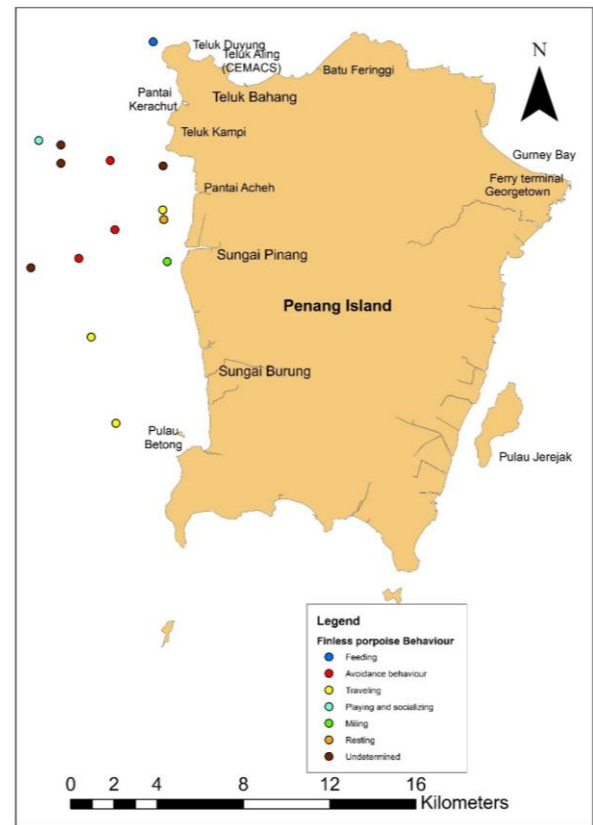 Teluk Duyung
Teluk Aling
(CEMACS)
Batu Feringgi
N
Pantai
Kerachut
Teluk Bahang
Teluk Kampi
Gurney Bay
Pantai Acheh
Ferry terminal
Georgetown
Sungai Pinang
Penang Island
Sungai Burung
Pulau
Betong
Pulau Jerejak
Legend
Finless porpoise Behaviour
Feeding
Avoidance behaviour
Traveling
Playing and socializing
Miling
Resting
Undetermined
0 2 4 8 12 16
Kilometers